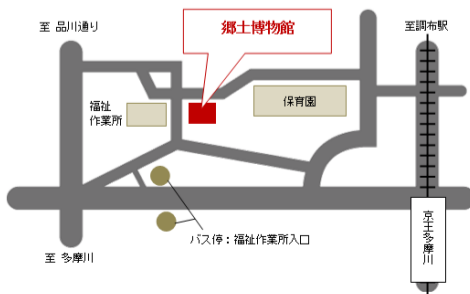 至 品川通り
郷土博物館
至調布駅
福祉
作業所
保育園
バス停：福祉作業所入口
京王多摩川
至 多摩川